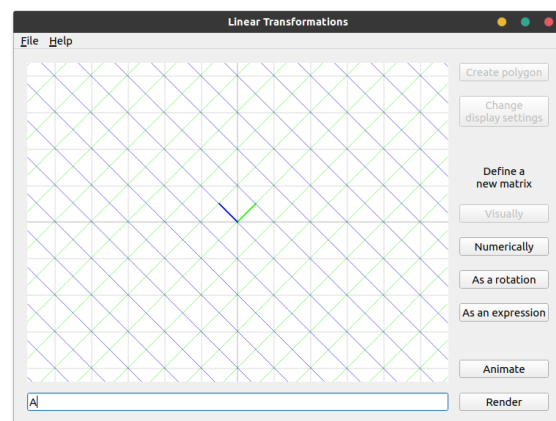 Linear Transformations
File Help
Create polygon
Change
display settings
Define a
new matrix
Visually
Numerically
As a rotation
As an expression
Animate
A
Render